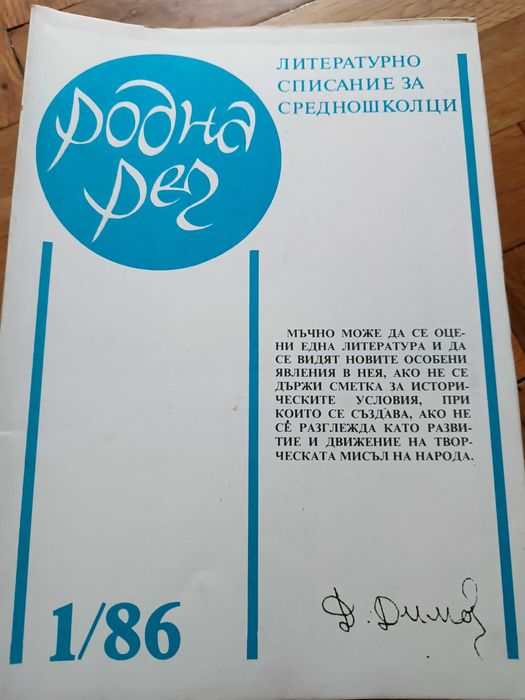 родна
реч
ЛИТЕРАТУРНО
СПИСАНИЕ ЗА
СРЕДНОШКОЛЦИ
МЪЧНО МОЖЕ ДА СЕ ОЦЕ-
НИ ЕДНА ЛИТЕРАТУРА И ДА
СЕ ВИДЯТ НОВИТЕ ОСОБЕНИ
ЯВЛЕНИЯ В НЕЯ, АКО НЕ СЕ
ДЪРЖИ СМЕТКА ЗА ИСТОРИ-
ЧЕСКИТЕ УСЛОВИЯ, ПРИ
КОИТО СЕ СЪЗДАВА, АКО НЕ
СЕ РАЗГЛЕЖДА КАТО РАЗВИ-
ТИЕ И ДВИЖЕНИЕ НА ТВОР-
ЧЕСКАТА МИСЪЛ НА НАРОДА.
Д. Димов
1/86